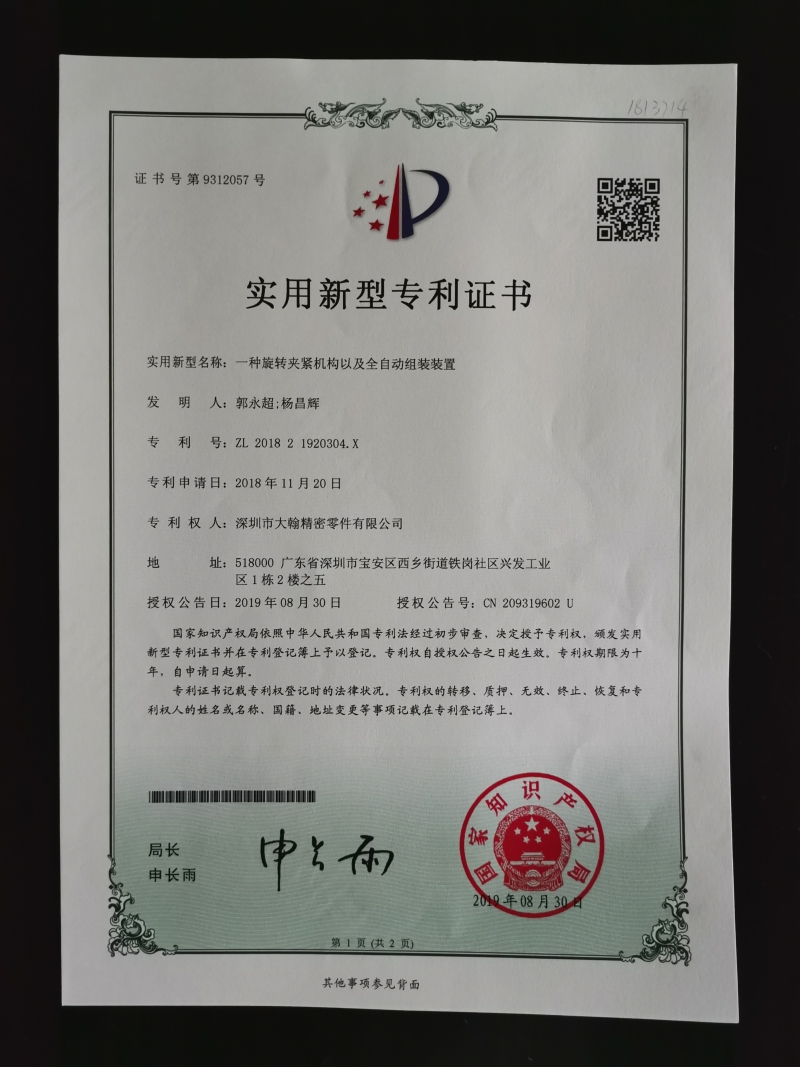 1813714
证书号第9312057号
实用新型专利证书
实用新型名称：一种旋转夹紧机构以及全自动组装装置
发明人：郭永超;杨昌辉
专利号：ZL 2018 2 1920304.X
专利申请日：2018年11月20日
专利权人：深圳市大翰精密零件有限公司
地址：518000 广东省深圳市宝安区西乡街道铁岗社区兴发工业
区1栋2楼之五
授权公告日：2019年08月30日 授权公告号：CN 209319602 U
国家知识产权局依照中华人民共和国专利法经过初步审查，决定授予专利权，颁发实用
新型专利证书并在专利登记簿上予以登记。专利权自授权公告之日起生效。专利权期限为十
年，自申请日起算。
专利证书记载专利权登记时的法律状况。专利权的转移、质押、无效、终止、恢复和专
利权人的姓名或名称、国籍、地址变更等事项记载在专利登记簿上。
局长
申长雨
申长雨
国家知识产权局
2019年08月30日
第1页(共2页)
其他事项参见背面